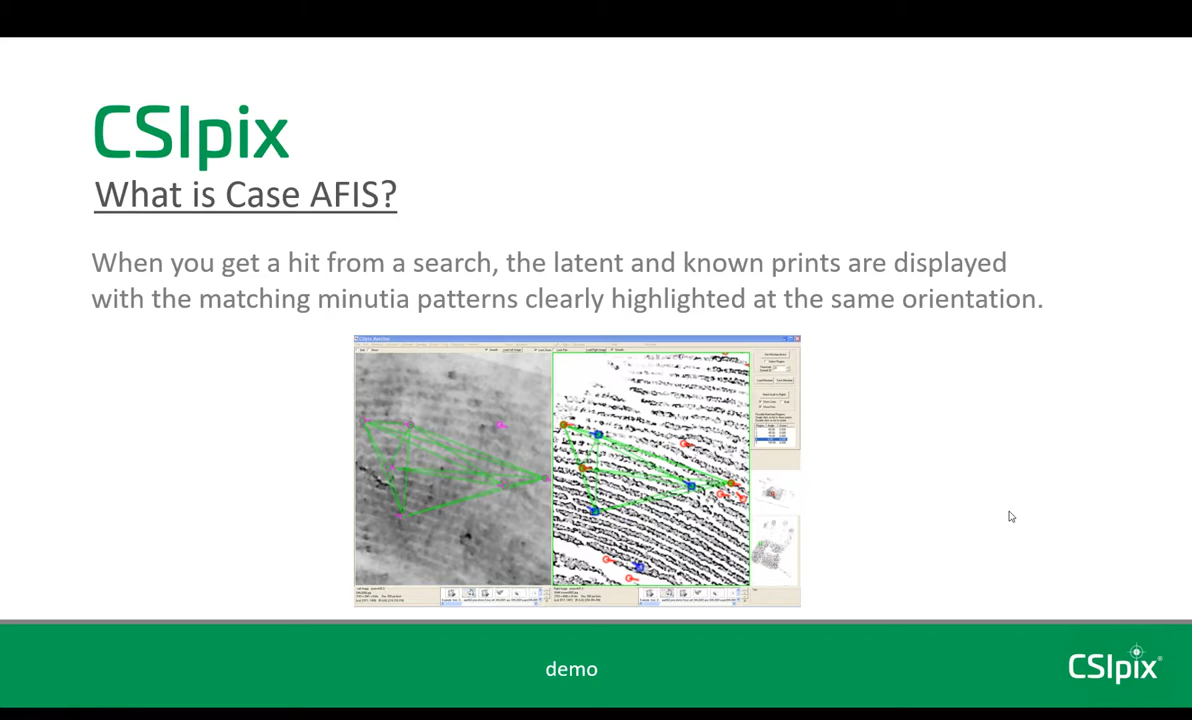 CSIpix
What is Case AFIS?
When you get a hit from a search, the latent and known prints are displayed
with the matching minutia patterns clearly highlighted at the same orientation.
demo
CSIpix®